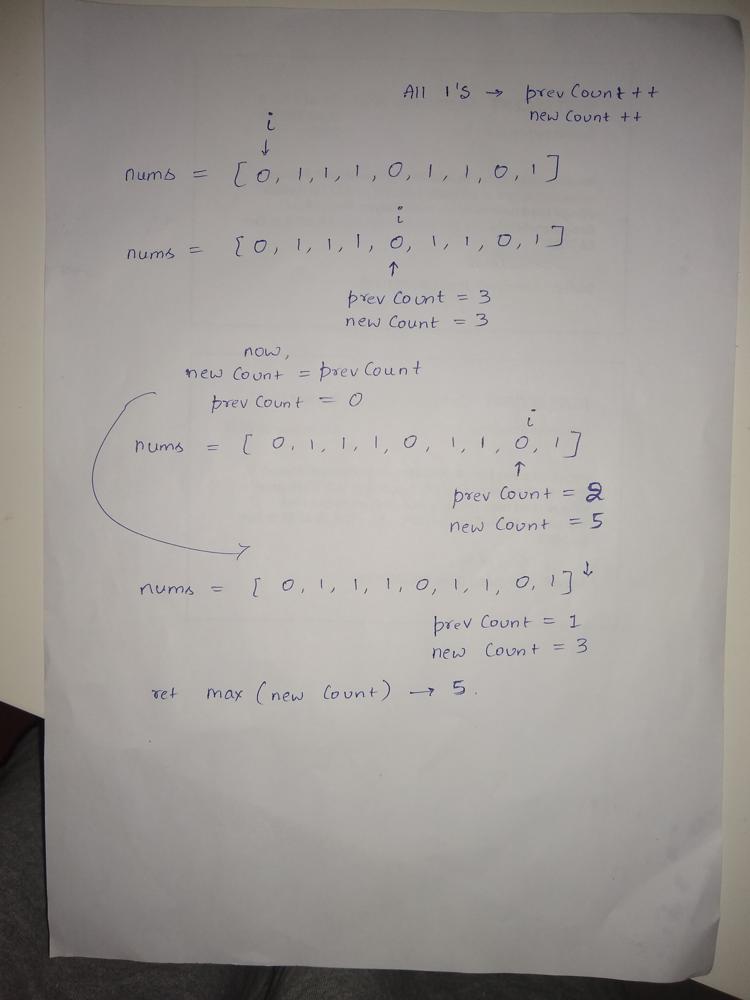 All 1's → prev Count ++
new Count ++
i
↓
nums = [ 0, 1, 1, 1, 0, 1, 1, 0, 1 ]
i
nums = [ 0, 1, 1, 1, 0, 1, 1, 0, 1 ]
↑
prev Count = 3
new Count = 3
now,
new Count = prev Count
prev Count = 0
i
nums = [ 0, 1, 1, 1, 0, 1, 1, 0, 1 ]
↑
prev Count = 2
new Count = 5
nums = [ 0, 1, 1, 1, 0, 1, 1, 0, 1 ] ↓
prev Count = 1
new Count = 3
ret max (new Count) → 5.